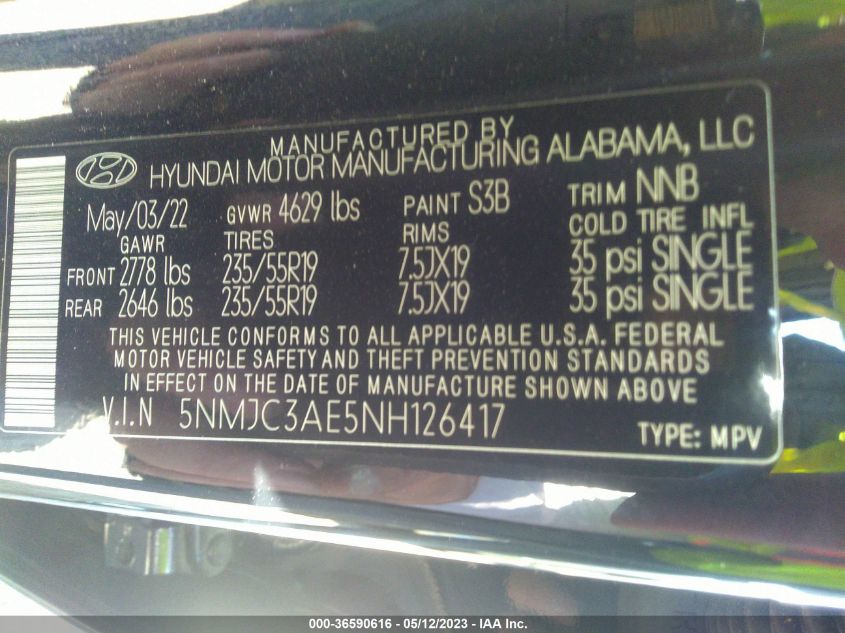 MANUFACTURED BY
HYUNDAI MOTOR MANUFACTURING ALABAMA, LLC
May/03/22 GVWR 4629 lbs PAINT S3B TRIM NNB
GAWR TIRES RIMS COLD TIRE INFL
FRONT 2778 lbs 235/55R19 7.5JX19 35 psi SINGLE
REAR 2646 lbs 235/55R19 7.5JX19 35 psi SINGLE
THIS VEHICLE CONFORMS TO ALL APPLICABLE U.S.A. FEDERAL
MOTOR VEHICLE SAFETY AND THEFT PREVENTION STANDARDS
IN EFFECT ON THE DATE OF MANUFACTURE SHOWN ABOVE
V.I.N 5NMJC3AE5NH126417 TYPE: MPV
000-36590616 - 05/12/2023 - IAA Inc.